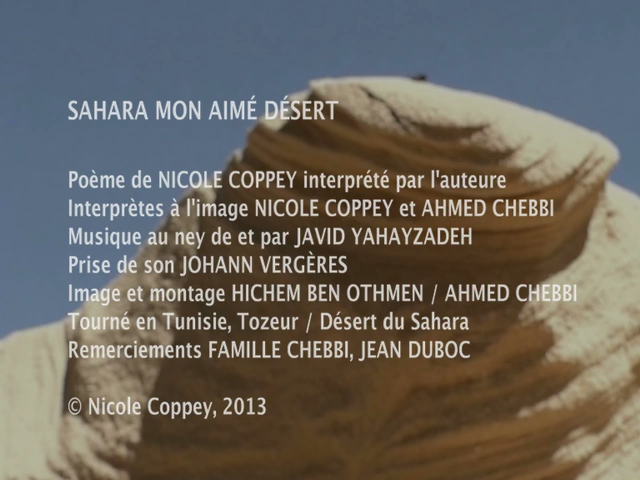 SAHARA MON AIMÉ DÉSERT
Poème de NICOLE COPPEY interprété par l'auteure
Interprètes à l'image NICOLE COPPEY et AHMED CHEBBI
Musique au ney de et par JAVID YAHAYZADEH
Prise de son JOHANN VERGÈRES
Image et montage HICHEM BEN OTHMEN / AHMED CHEBBI
Tourné en Tunisie, Tozeur / Désert du Sahara
Remerciements FAMILLE CHEBBI, JEAN DUBOC
© Nicole Coppey, 2013